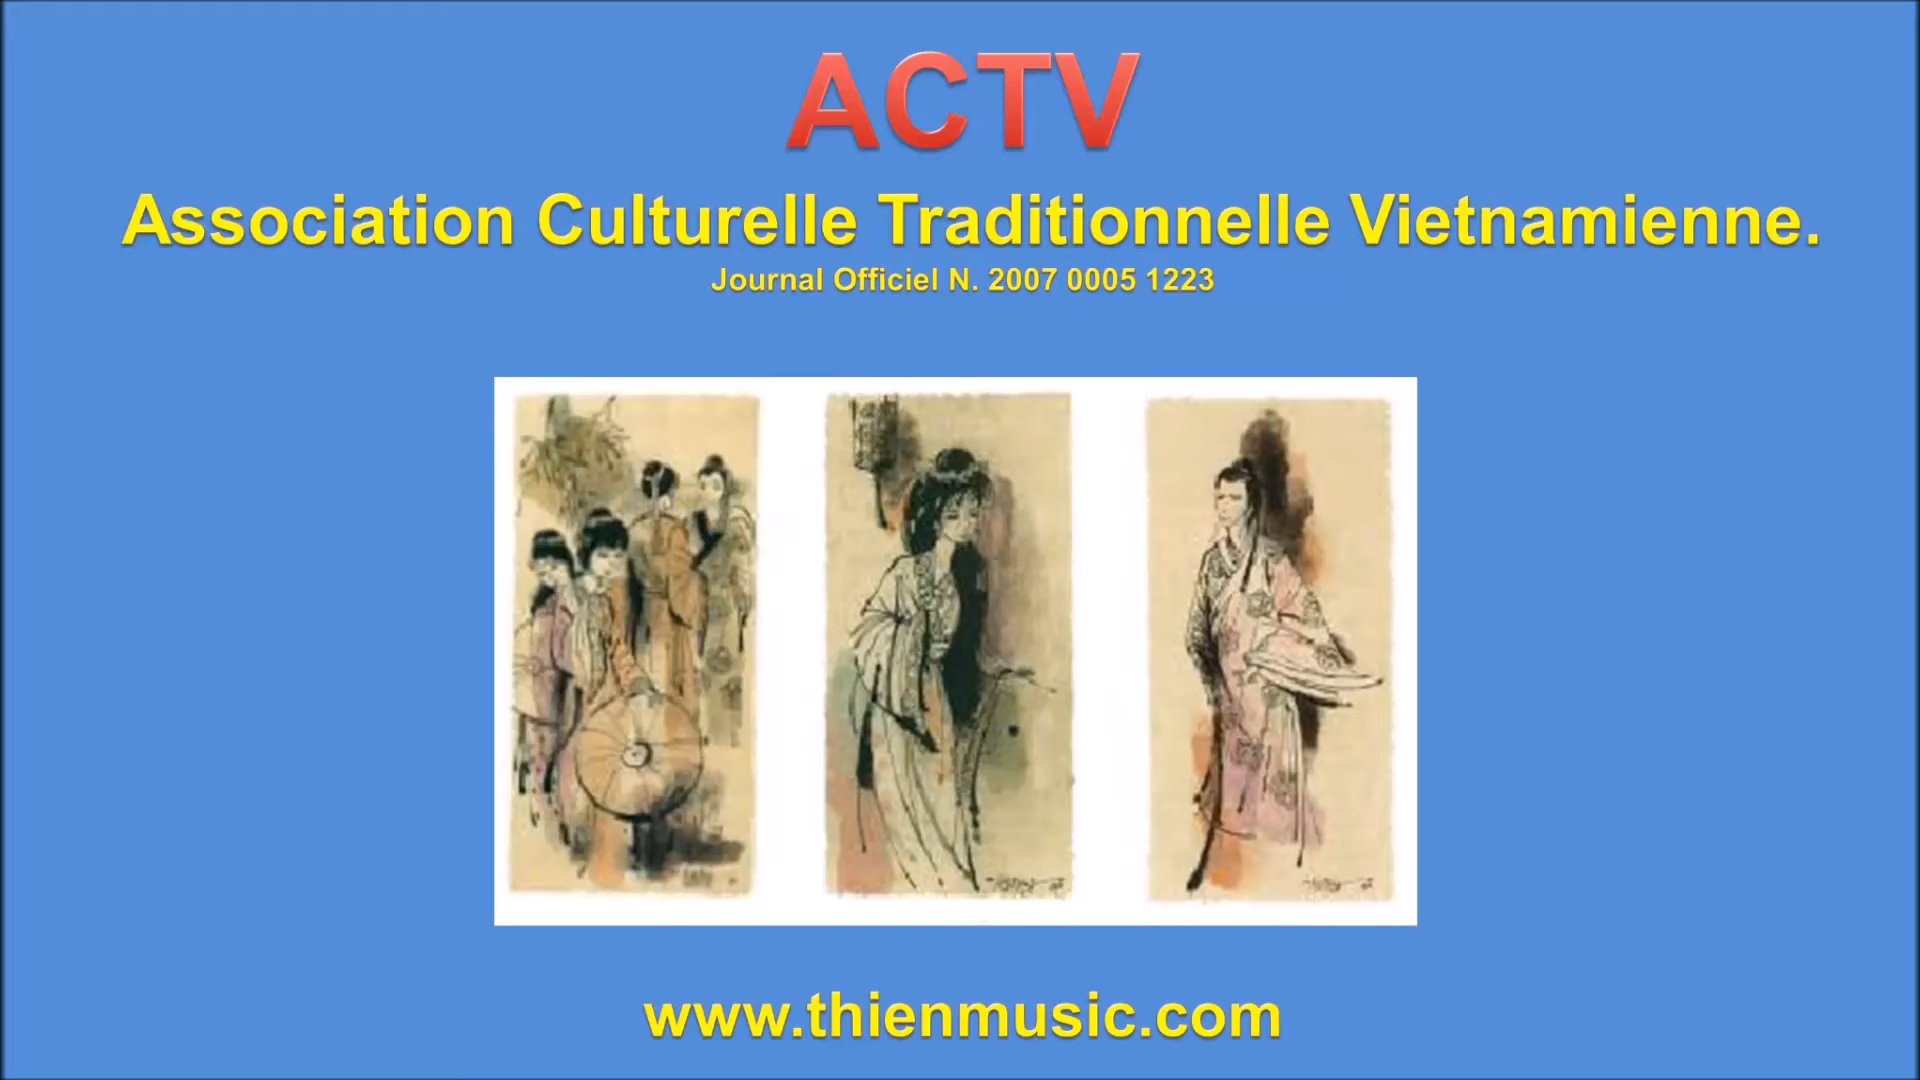 ACTV
Association Culturelle Traditionnelle Vietnamienne.
Journal Officiel N. 2007 0005 1223
www.thienmusic.com